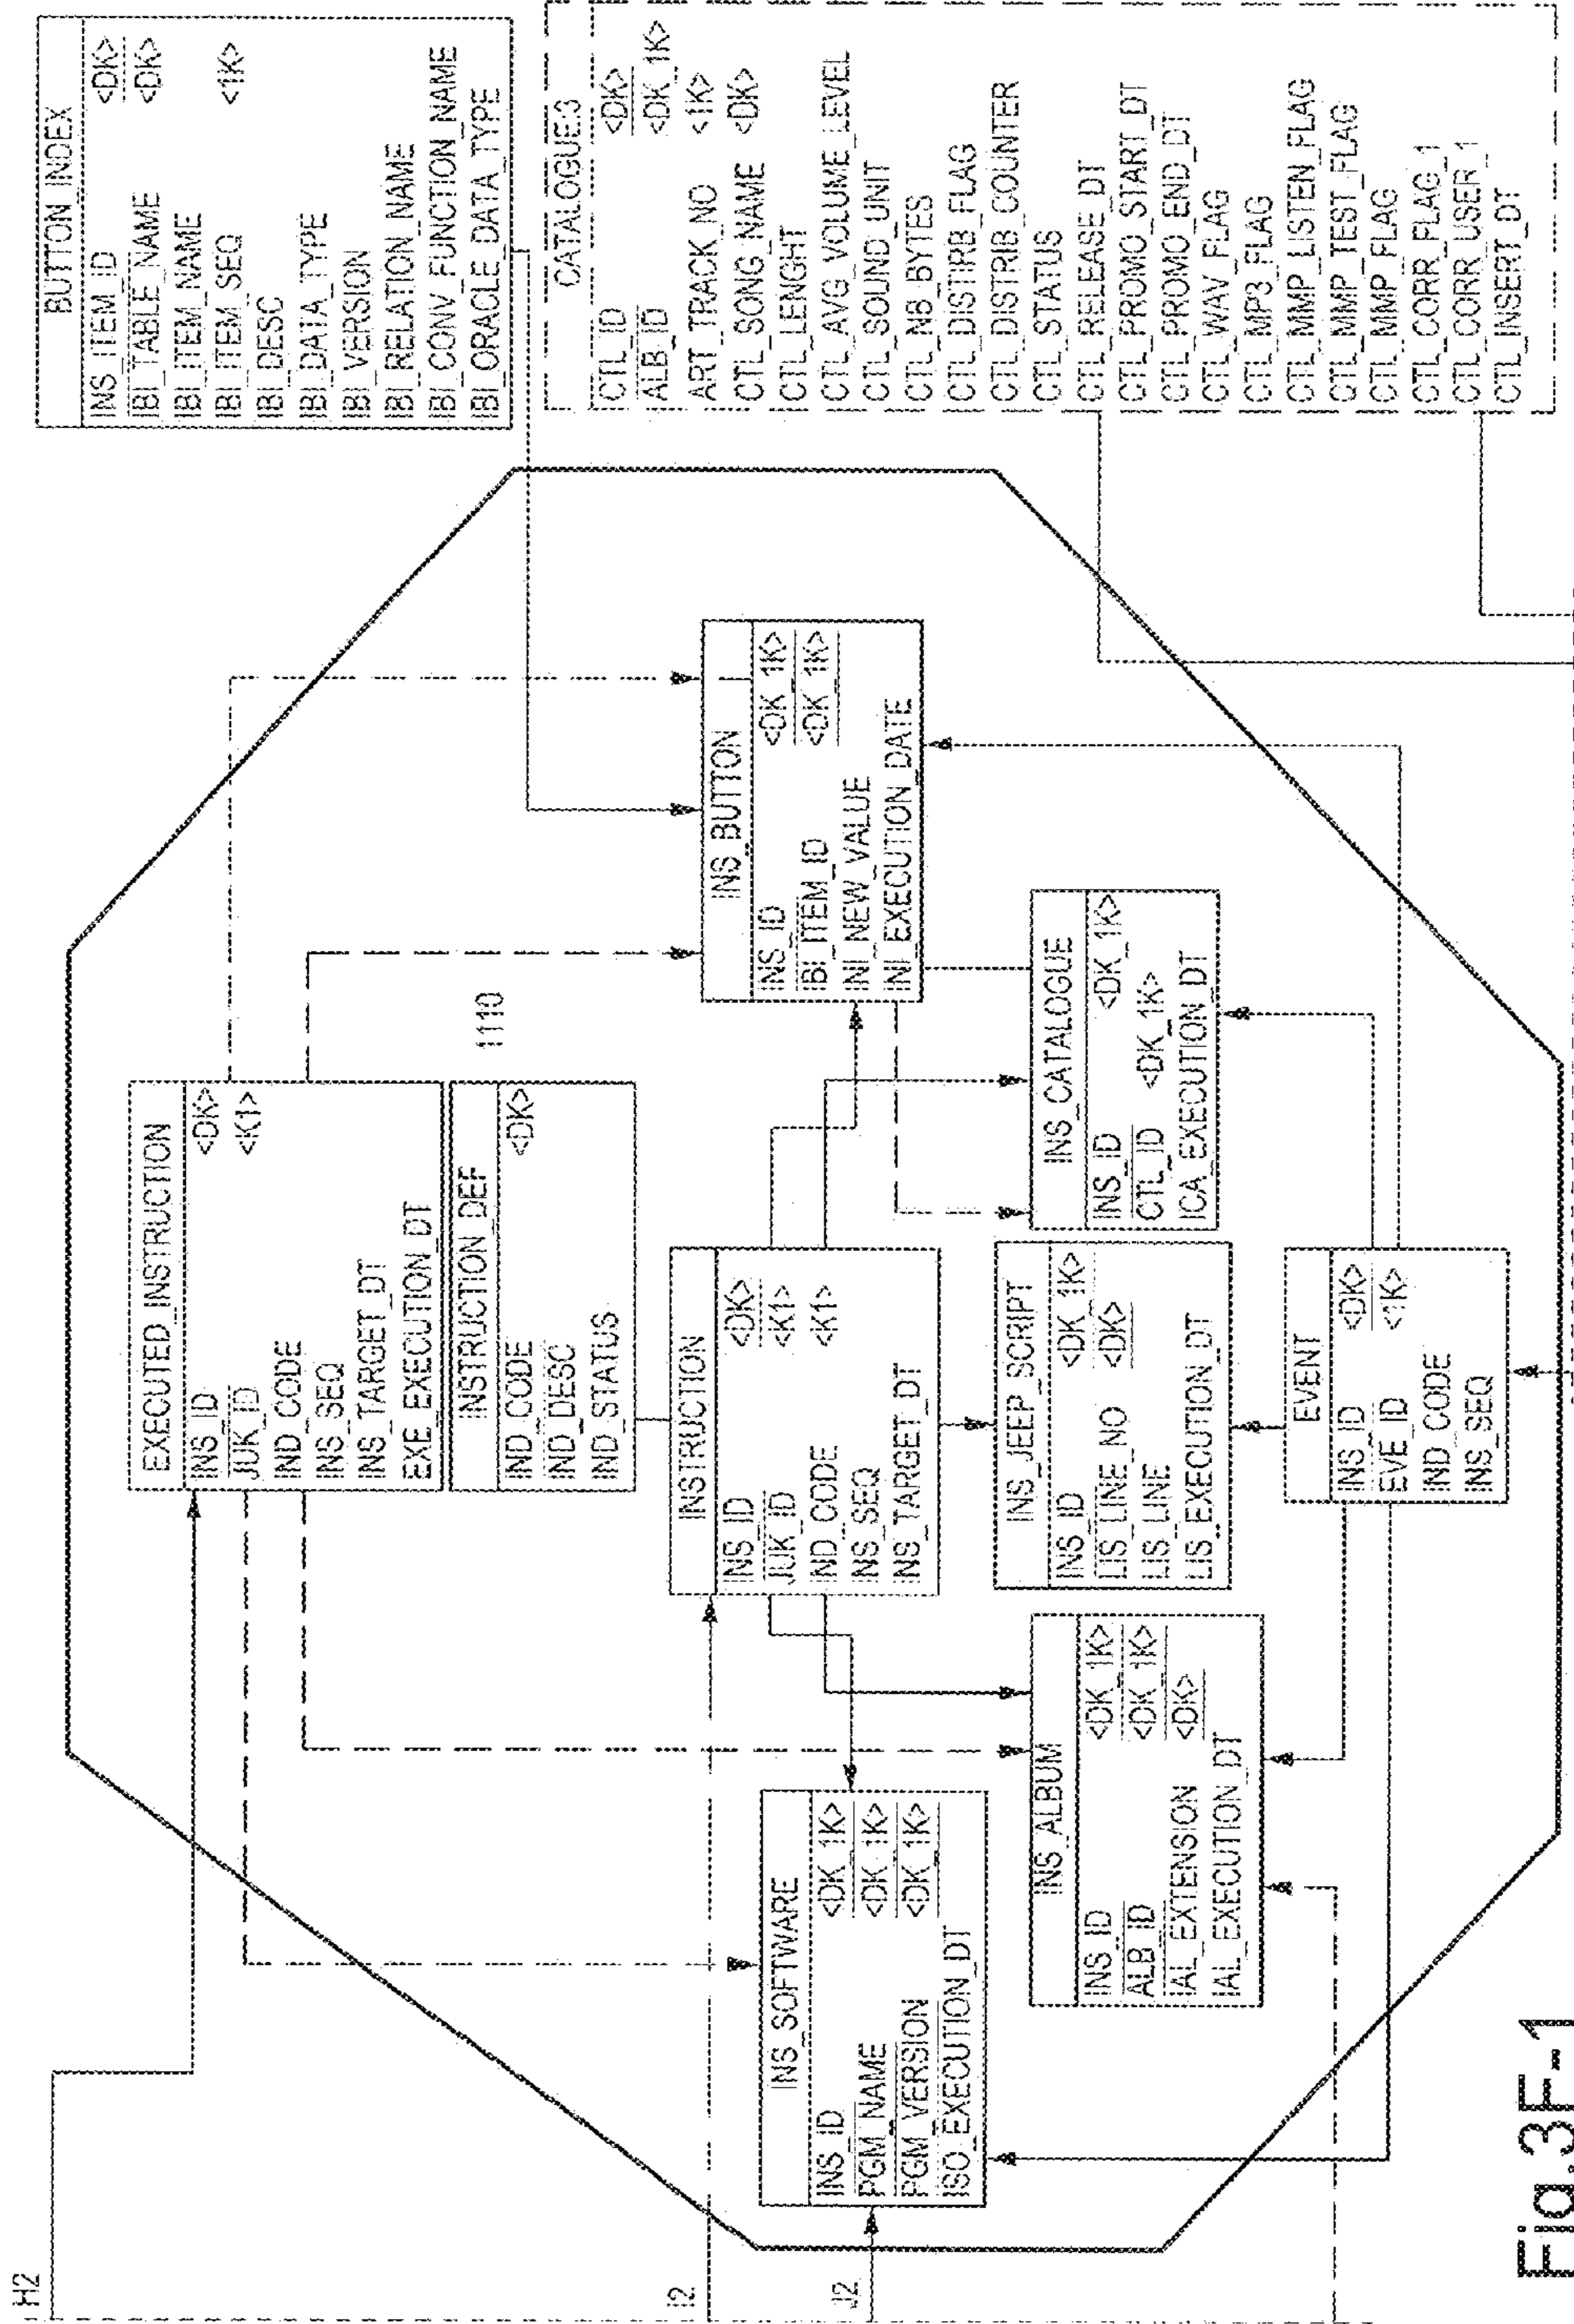 H2
I2
J2
EXECUTED_INSTRUCTION
INS_ID <DK>
JUK_ID <K1>
IND_CODE
INS_SEQ
INS_TARGET_DT
EXE_EXECUTION_DT
INSTRUCTION_DEF
IND_CODE <DK>
IND_DESC
IND_STATUS
1110
BUTTON_INDEX
INS_ITEM_ID <DK>
IBI_TABLE_NAME <DK>
IBI_ITEM_NAME
IBI_ITEM_SEQ <1K>
IBI_DESC
IBI_DATA_TYPE
IBI_VERSION
IBI_RELATION_NAME
IBI_CONV_FUNCTION_NAME
IBI_ORACLE_DATA_TYPE
INS_SOFTWARE
INS_ID <DK_1K>
PGM_NAME <DK_1K>
PGM_VERSION <DK_1K>
ISO_EXECUTION_DT
INSTRUCTION
INS_ID <DK>
JUK_ID <K1>
IND_CODE <K1>
INS_SEQ
INS_TARGET_DT
INS_BUTTON
INS_ID <DK_1K>
IBI_ITEM_ID <DK_1K>
INI_NEW_VALUE
INI_EXECUTION_DATE
CATALOGUE:3
CTL_ID <DK>
ALB_ID <DK_1K>
ART_TRACK_NO <1K>
CTL_SONG_NAME <DK>
CTL_LENGHT
CTL_AVG_VOLUME_LEVEL
CTL_SOUND_UNIT
CTL_NB_BYTES
CTL_DISTIRB_FLAG
CTL_DISTRIB_COUNTER
CTL_STATUS
CTL_RELEASE_DT
CTL_PROMO_START_DT
CTL_PROMO_END_DT
CTL_WAV_FLAG
CTL_MP3_FLAG
CTL_MMP_LISTEN_FLAG
CTL_MMP_TEST_FLAG
CTL_MMP_FLAG
CTL_CORR_FLAG_1
CTL_CORR_USER_1
CTL_INSERT_DT
INS_ALBUM
INS_ID <DK_1K>
ALB_ID <DK_1K>
IAL_EXTENSION <DK>
IAL_EXECUTION_DT
INS_JEEP_SCRIPT
INS_ID <DK_1K>
LIS_LINE_NO <DK>
LIS_LINE
LIS_EXECUTION_DT
INS_CATALOGUE
INS_ID <DK_1K>
CTL_ID <DK_1K>
ICA_EXECUTION_DT
EVENT
INS_ID <DK>
EVE_ID <1K>
IND_CODE
INS_SEQ
Fig.3F-1